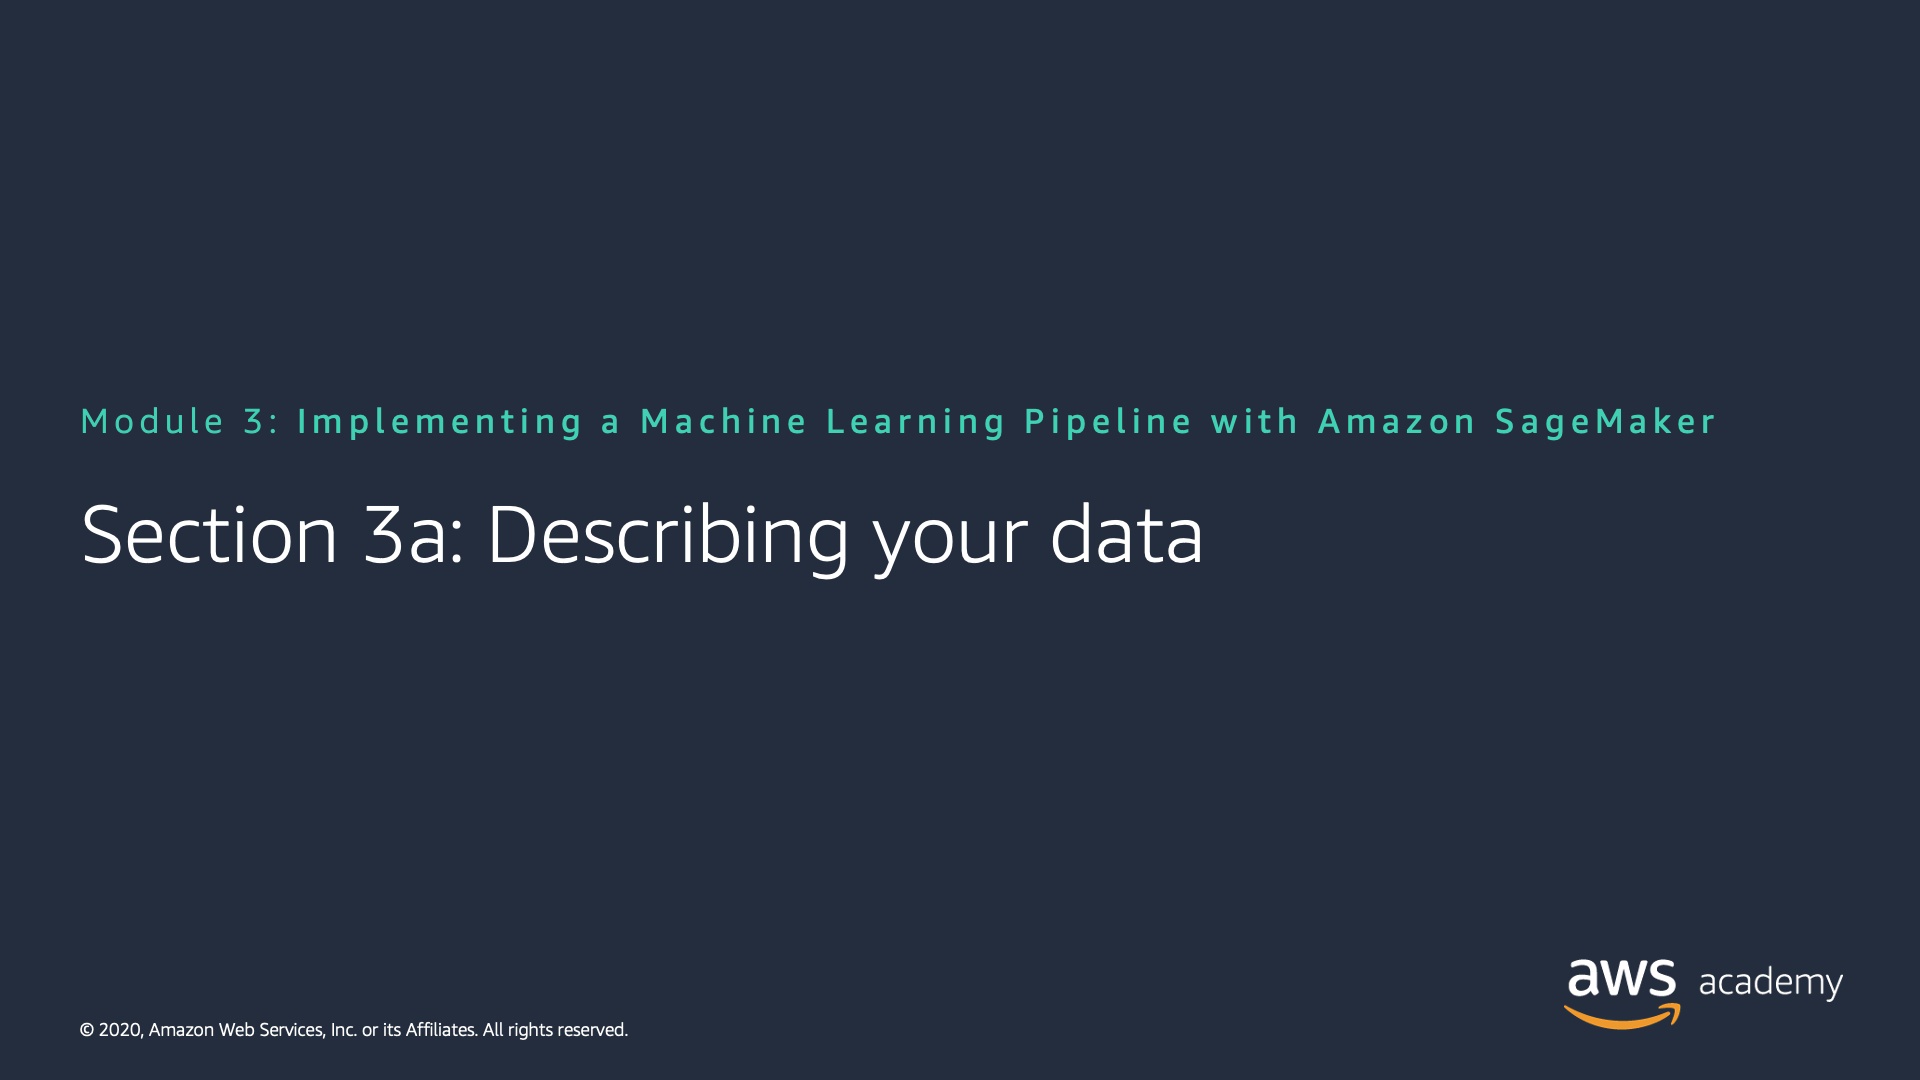 Module 3: Implementing a Machine Learning Pipeline with Amazon SageMaker
Section 3a: Describing your data
aws academy
© 2020, Amazon Web Services, Inc. or its Affiliates. All rights reserved.